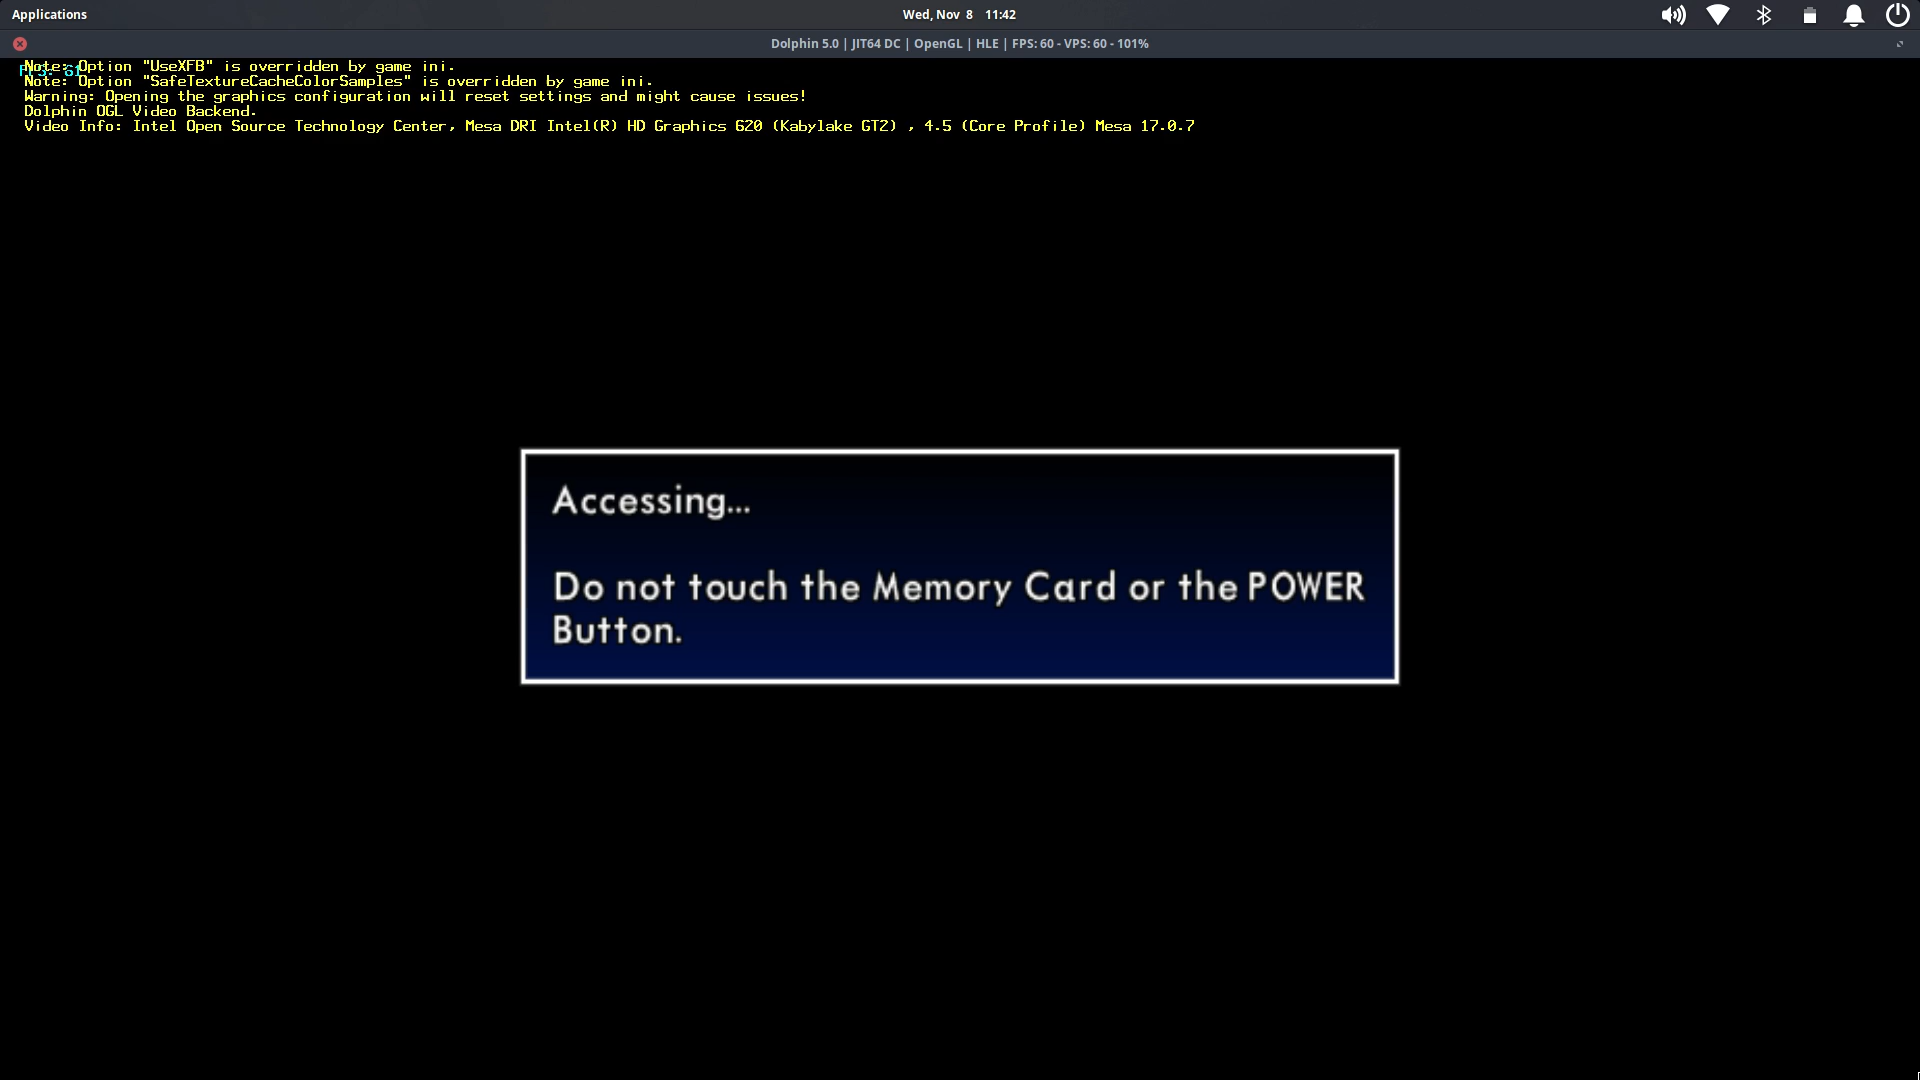 Applications
Wed, Nov 8 11:42
Dolphin 5.0 | JIT64 DC | OpenGL | HLE | FPS: 60 - VPS: 60 - 101%
FPS: 61
Note: Option "UseXFB" is overridden by game ini.
Note: Option "SafeTextureCacheColorSamples" is overridden by game ini.
Warning: Opening the graphics configuration will reset settings and might cause issues!
Dolphin OGL Video Backend.
Video Info: Intel Open Source Technology Center, Mesa DRI Intel(R) HD Graphics 620 (Kabylake GT2) , 4.5 (Core Profile) Mesa 17.0.7
Accessing...
Do not touch the Memory Card or the POWER
Button.